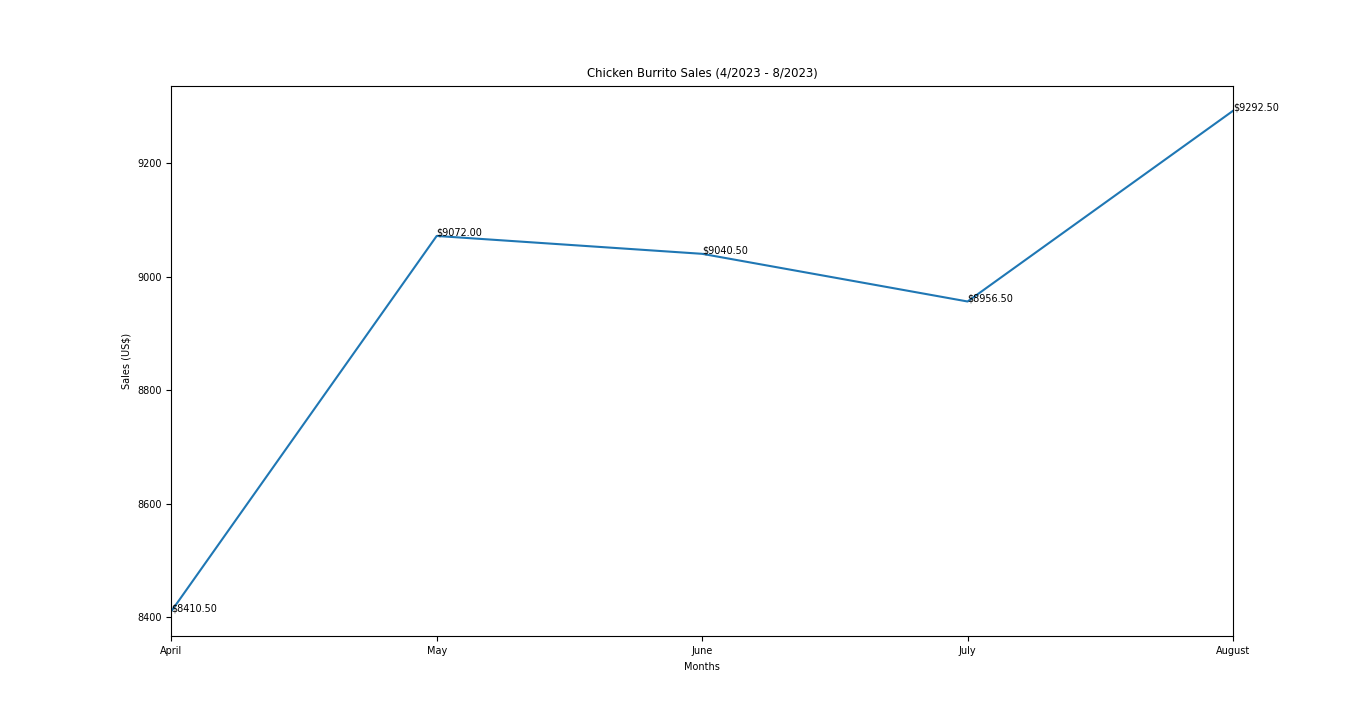 Chicken Burrito Sales (4/2023 - 8/2023)
$9292.50
9200
$9072.00
$9040.50
9000
$8956.50
8800
Sales (US$)
8600
$8410.50
8400
April May June July August
Months